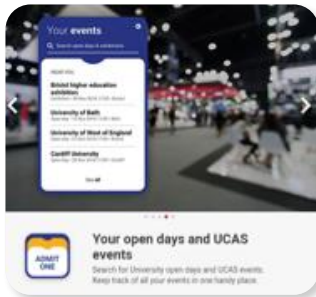 Your events
Search open days & exhibitions
NEAR YOU
Bristol higher education
exhibition
University of Bath
University of West of England
Cardiff University
See all
ADMIT
ONE
Your open days and UCAS
events
Search for University open days and UCAS events.
Keep track of all your events in one handy place.